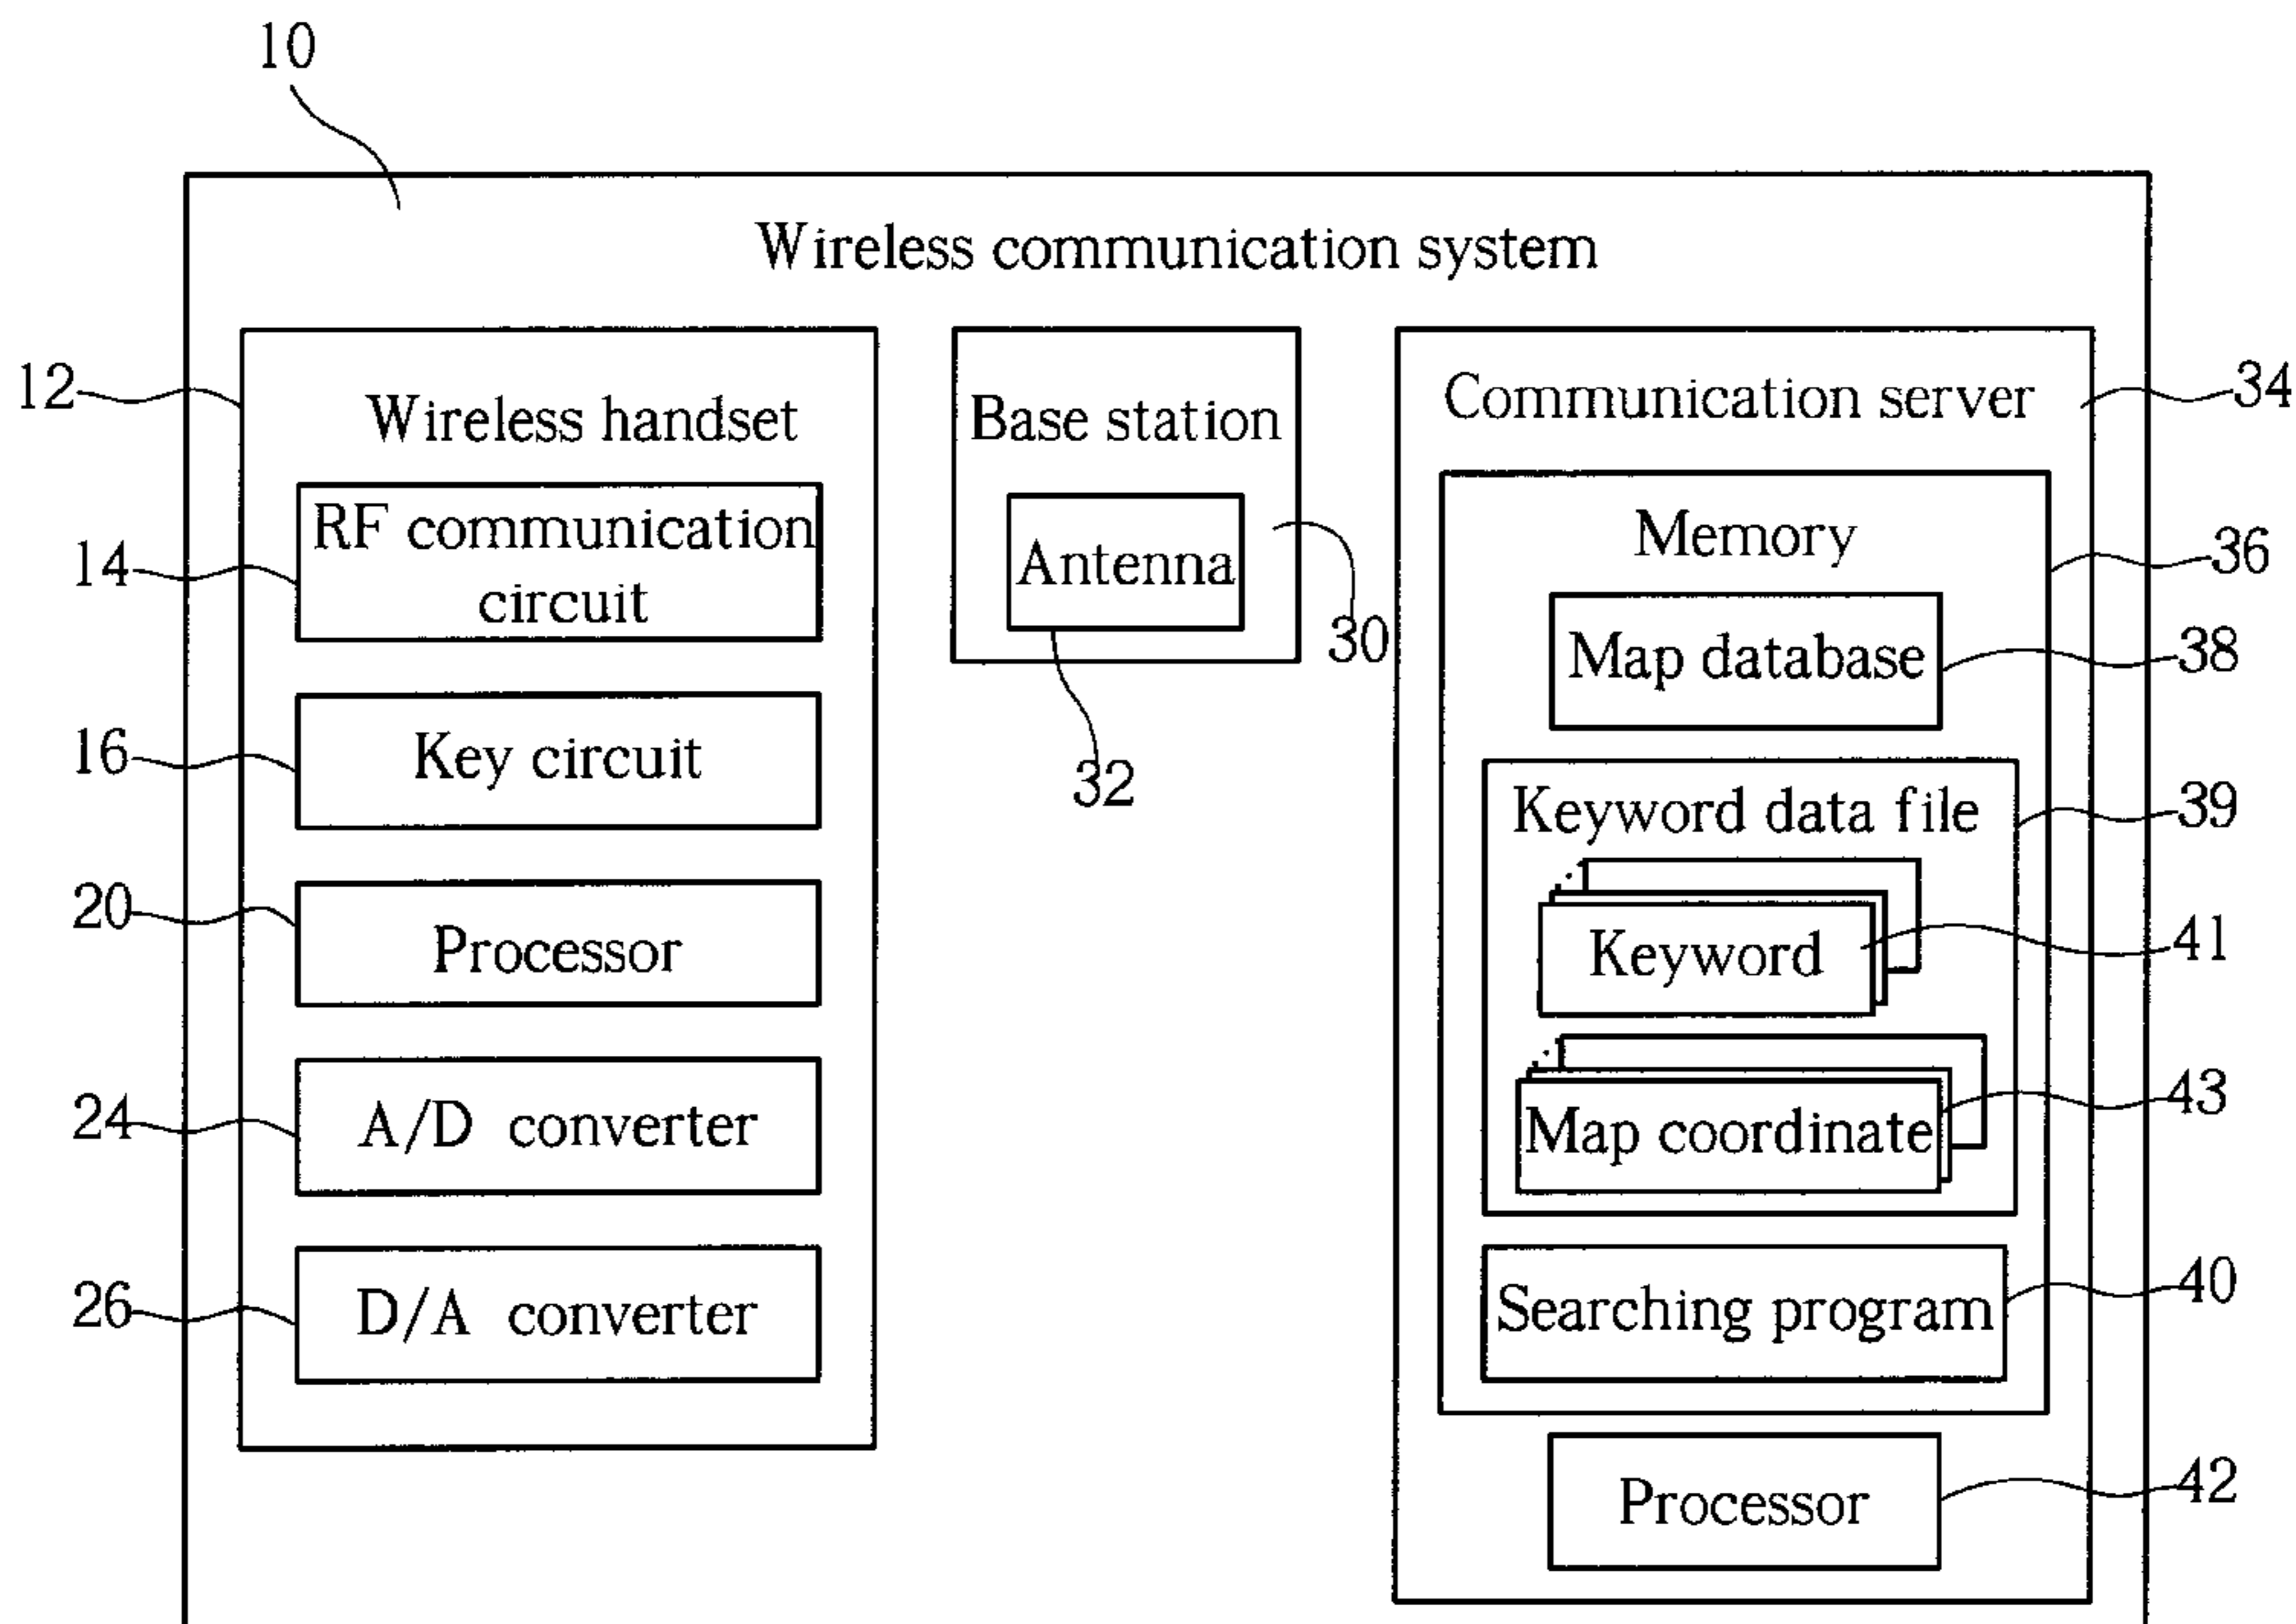 10
Wireless communication system
12
Wireless handset
RF communication
circuit
14
Key circuit
16
Processor
20
A/D converter
24
D/A converter
26
Base station
Antenna
30
32
Communication server
34
Memory
36
Map database
38
Keyword data file
39
Keyword
41
Map coordinate
43
Searching program
40
Processor
42